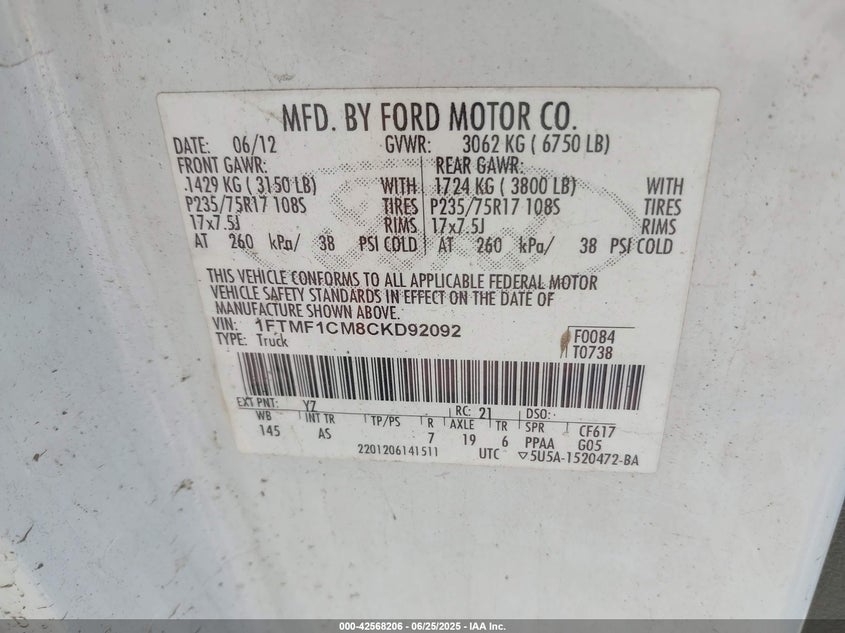 MFD. BY FORD MOTOR CO.
DATE: 06/12 GVWR: 3062 KG ( 6750 LB)
FRONT GAWR: REAR GAWR:
1429 KG ( 3150 LB) WITH 1724 KG ( 3800 LB) WITH
P235/75R17 108S TIRES P235/75R17 108S TIRES
17x7.5J RIMS 17x7.5J RIMS
AT 260 kPa/ 38 PSI COLD AT 260 kPa/ 38 PSI COLD
THIS VEHICLE CONFORMS TO ALL APPLICABLE FEDERAL MOTOR
VEHICLE SAFETY STANDARDS IN EFFECT ON THE DATE OF
MANUFACTURE SHOWN ABOVE.
VIN: 1FTMF1CM8CKD92092 F0084
TYPE: Truck T0738
EXT PNT: YZ RC: 21 DSO:
WB INT TR TP/PS R AXLE TR SPR CF617
145 AS 7 19 6 PPAA G05
2201206141511 UTC ▽5U5A-1520472-BA
000-42568206 - 06/25/2025 - IAA Inc.